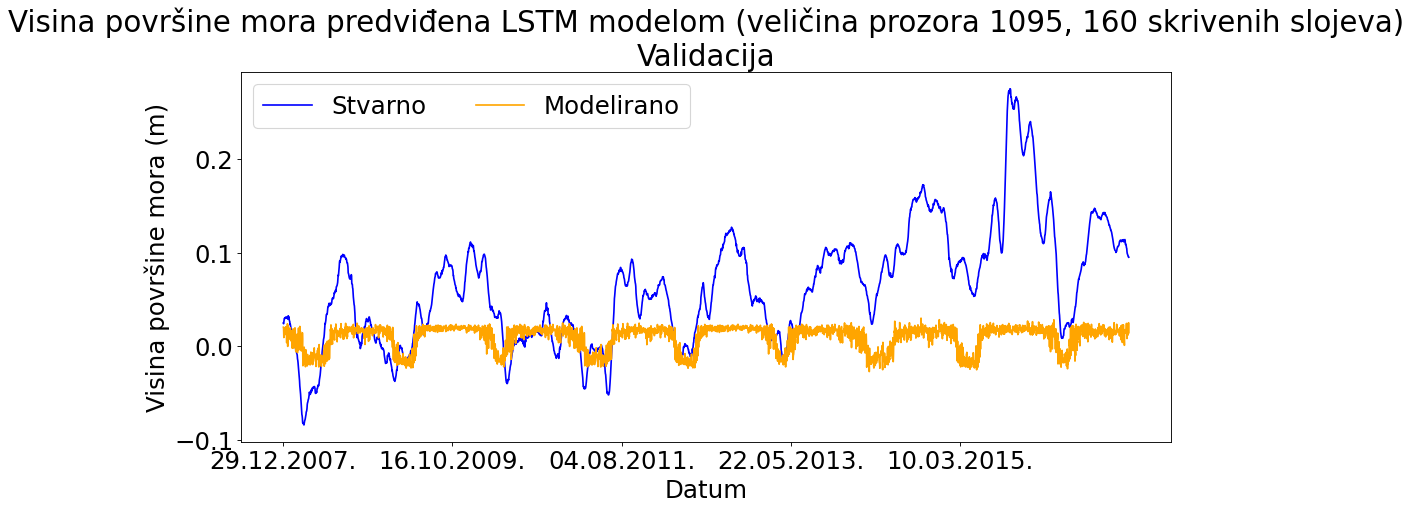 Visina površine mora predviđena LSTM modelom (veličina prozora 1095, 160 skrivenih slojeva)
Validacija
Stvarno
Modelirano
Visina površine mora (m)
0.2
0.1
0.0
−0.1
29.12.2007.
16.10.2009.
04.08.2011.
22.05.2013.
10.03.2015.
Datum